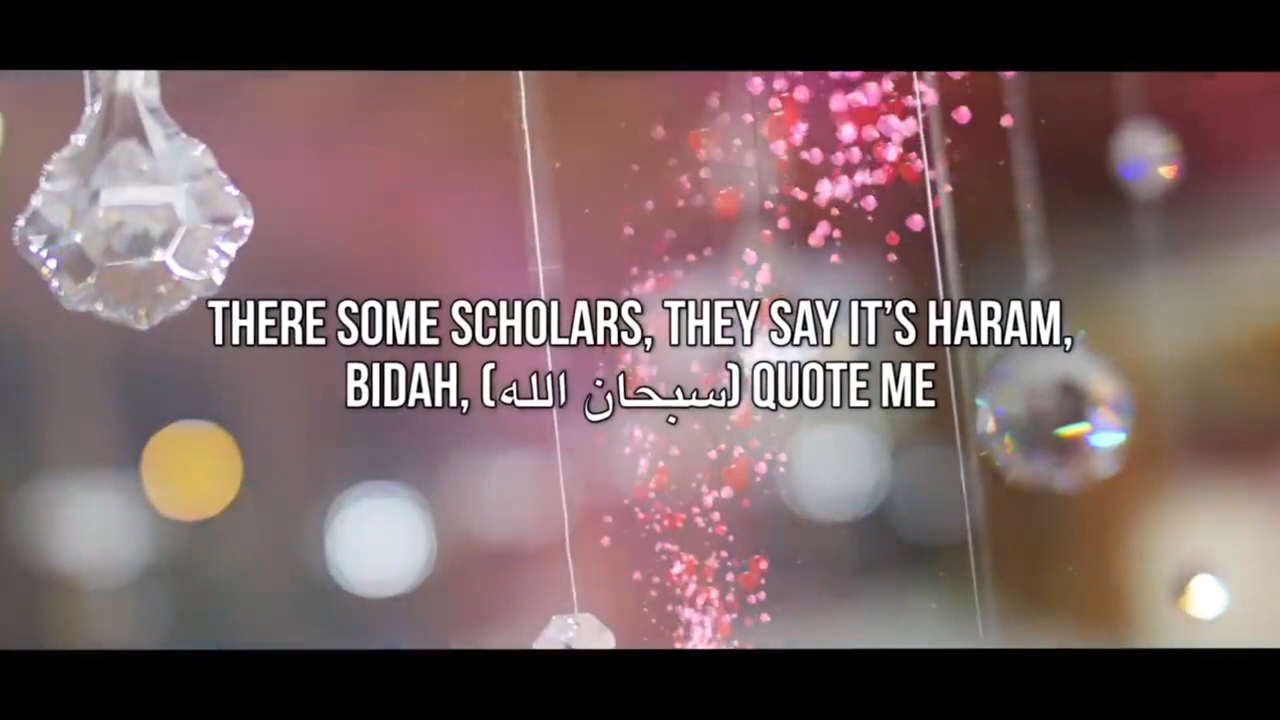 THERE SOME SCHOLARS, THEY SAY IT’S HARAM,
BIDAH, (سبحان الله) QUOTE ME